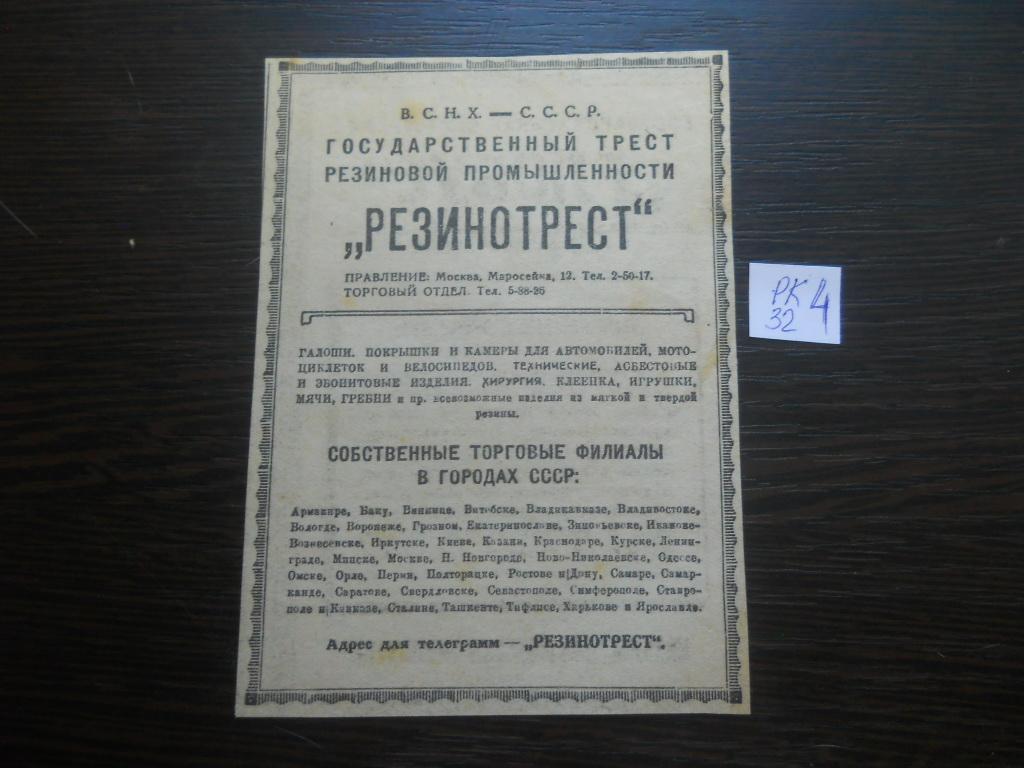 В. С. Н. Х. — С. С. С. Р.
ГОСУДАРСТВЕННЫЙ ТРЕСТ
РЕЗИНОВОЙ ПРОМЫШЛЕННОСТИ
„РЕЗИНОТРЕСТ“
ПРАВЛЕНИЕ: Москва, Маросейка, 12. Тел. 2-50-17.
ТОРГОВЫЙ ОТДЕЛ. Тел. 5-38-26
ГАЛОШИ. ПОКРЫШКИ И КАМЕРЫ ДЛЯ АВТОМОБИЛЕЙ, МОТО-
ЦИКЛЕТОК И ВЕЛОСИПЕДОВ. ТЕХНИЧЕСКИЕ, АСБЕСТОВЫЕ
И ЭБОНИТОВЫЕ ИЗДЕЛИЯ. ХИРУРГИЯ. КЛЕЕНКА, ИГРУШКИ,
МЯЧИ, ГРЕБНИ и пр. всевозможные изделия из мягкой и твердой
резины.
СОБСТВЕННЫЕ ТОРГОВЫЕ ФИЛИАЛЫ
В ГОРОДАХ СССР:
Армавире, Баку, Виннице, Витебске, Владикавказе, Владивостоке,
Вологде, Воронеже, Грозном, Екатеринославе, Зиновьевске, Иваново-
Вознесенске, Иркутске, Киеве, Казани, Краснодаре, Курске, Ленин-
граде, Минске, Москве, Н. Новгороде, Ново-Николаевске, Одессе,
Омске, Орле, Перми, Полторацке, Ростове н|Дону, Самаре, Самар-
канде, Саратове, Свердловске, Севастополе, Симферополе, Ставро-
поле н|Кавказе, Сталине, Ташкенте, Тифлисе, Харькове и Ярославле.
Адрес для телеграмм — „РЕЗИНОТРЕСТ“.
РК 4
32